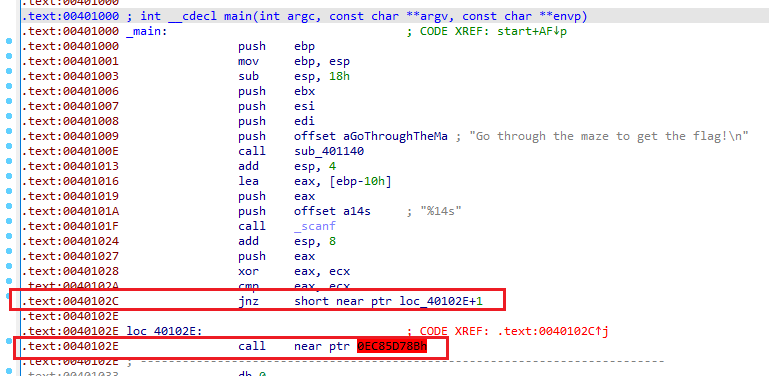 .text:00401000
.text:00401000 ; int __cdecl main(int argc, const char **argv, const char **envp)
.text:00401000 _main: ; CODE XREF: start+AF↓p
.text:00401000 push ebp
.text:00401001 mov ebp, esp
.text:00401003 sub esp, 18h
.text:00401006 push ebx
.text:00401007 push esi
.text:00401008 push edi
.text:00401009 push offset aGoThroughTheMa ; "Go through the maze to get the flag!\n"
.text:0040100E call sub_401140
.text:00401013 add esp, 4
.text:00401016 lea eax, [ebp-10h]
.text:00401019 push eax
.text:0040101A push offset a14s ; "%14s"
.text:0040101F call _scanf
.text:00401024 add esp, 8
.text:00401027 push eax
.text:00401028 xor eax, ecx
.text:0040102A cmp eax, ecx
.text:0040102C jnz short near ptr loc_40102E+1
.text:0040102E
.text:0040102E loc_40102E: ; CODE XREF: .text:0040102C↑j
.text:0040102E call near ptr 0EC85D78Bh
.text:0040102E ; ---------------------------------------------------------------------------
.text:00401033 db 0